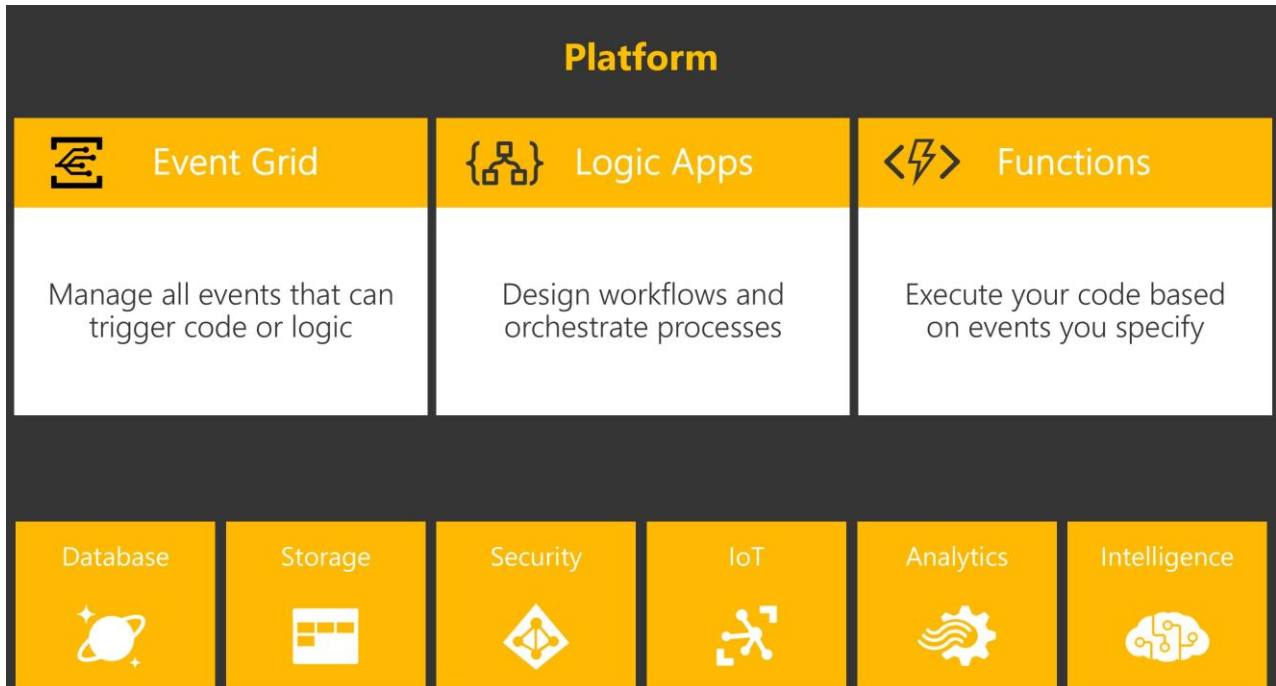 Platform
Event Grid
Logic Apps
Functions
Manage all events that can
trigger code or logic
Design workflows and
orchestrate processes
Execute your code based
on events you specify
Database
Storage
Security
IoT
Analytics
Intelligence